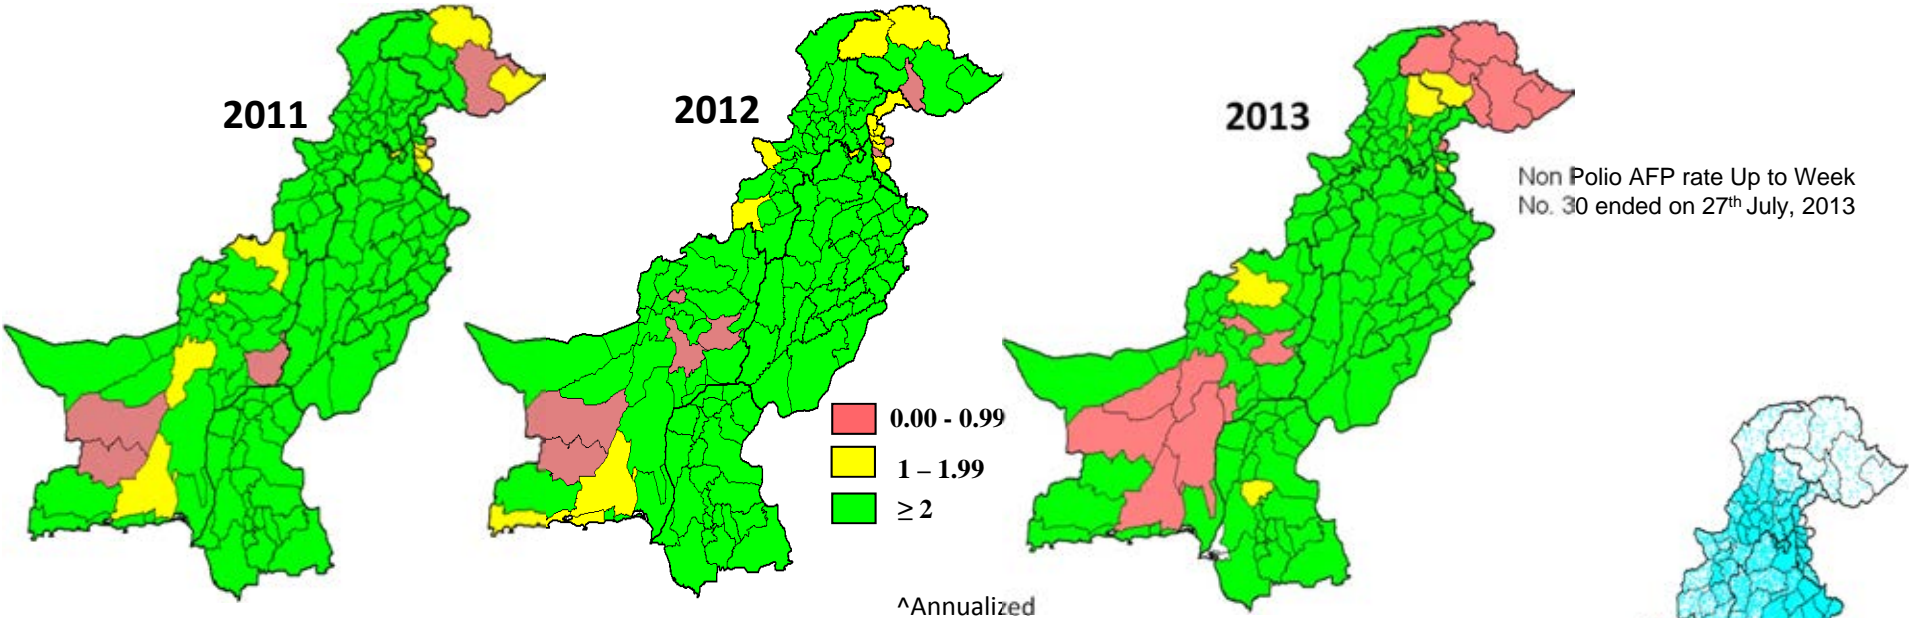 2011
2012
2013
Non Polio AFP rate Up to Week
No. 30 ended on 27th July, 2013
0.00 - 0.99
1 – 1.99
≥ 2
^Annualized